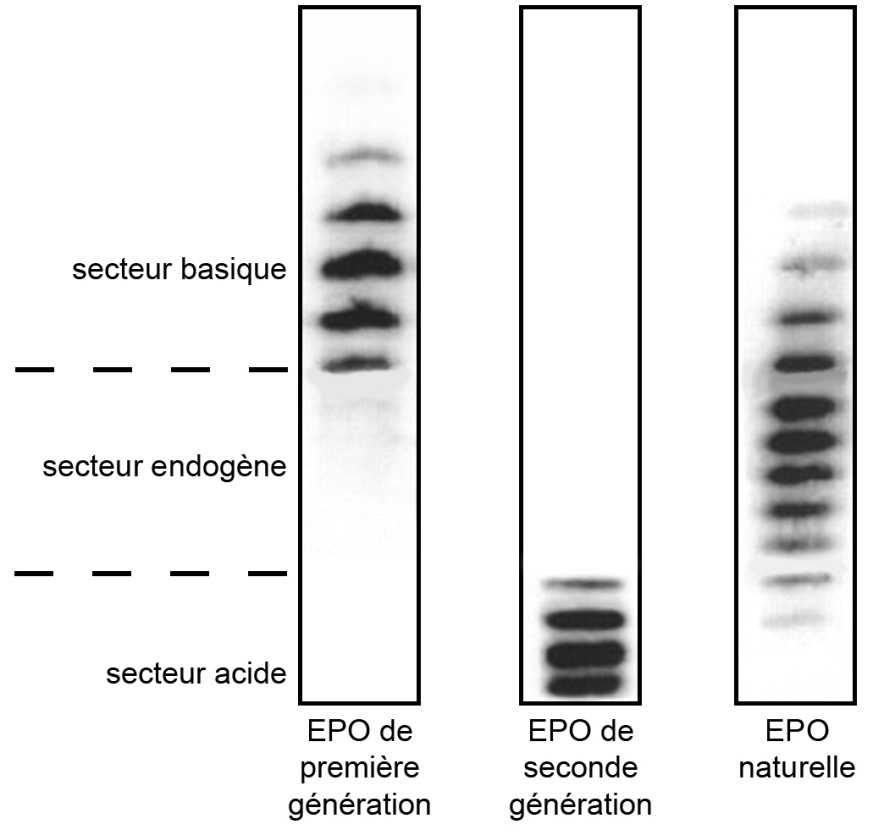 secteur basique
secteur endogène
secteur acide
EPO de
première
génération
EPO de
seconde
génération
EPO
naturelle